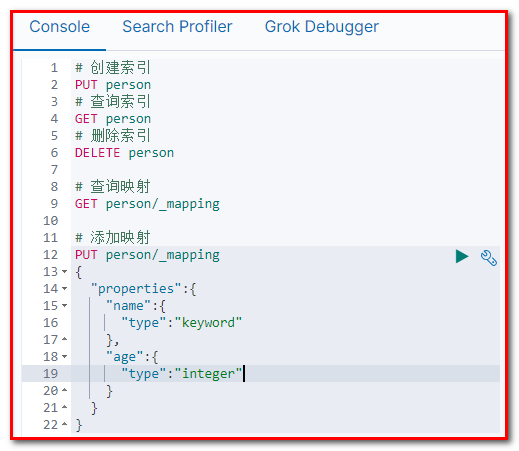 Console Search Profiler Grok Debugger
1 # 创建索引
2 PUT person
3 # 查询索引
4 GET person
5 # 删除索引
6 DELETE person
7
8 # 查询映射
9 GET person/_mapping
10
11 # 添加映射
12 PUT person/_mapping
13 {
14 "properties":{
15 "name":{
16 "type":"keyword"
17 },
18 "age":{
19 "type":"integer"
20 }
21 }
22 }